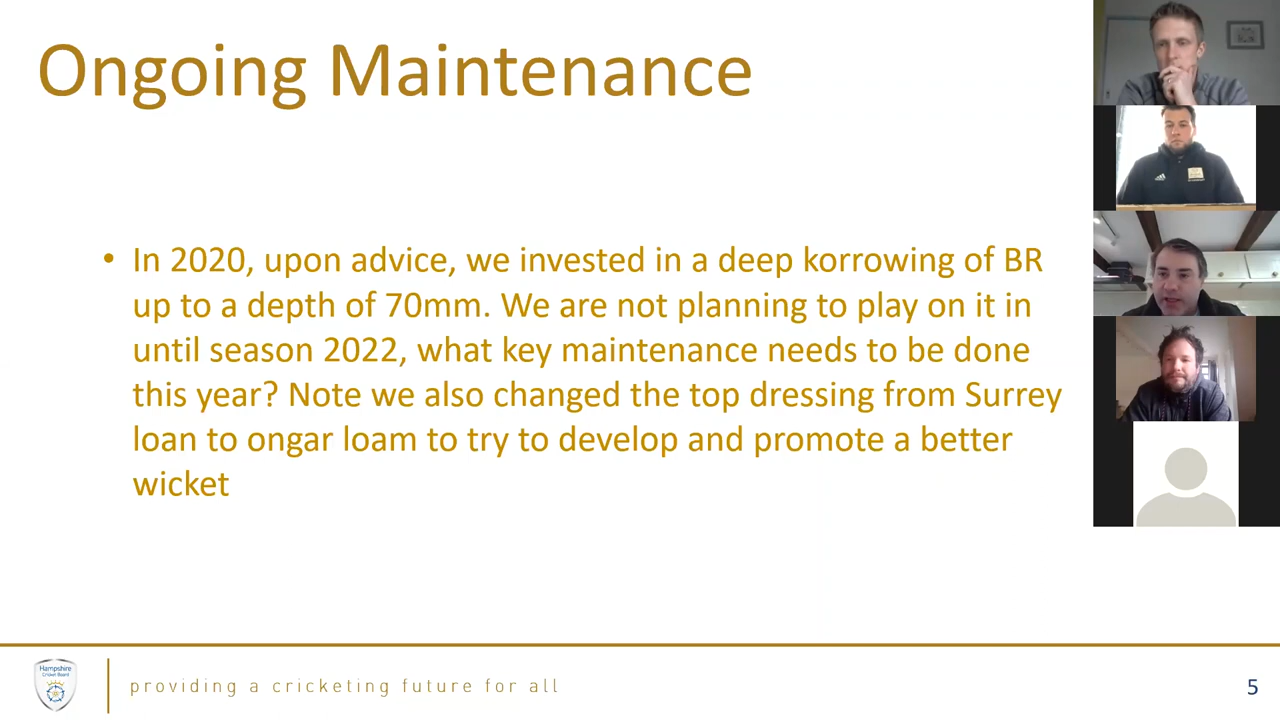 Ongoing Maintenance
• In 2020, upon advice, we invested in a deep korrowing of BR
up to a depth of 70mm. We are not planning to play on it in
until season 2022, what key maintenance needs to be done
this year? Note we also changed the top dressing from Surrey
loan to ongar loam to try to develop and promote a better
wicket
Hampshire
Cricket Board
providing a cricketing future for all
5